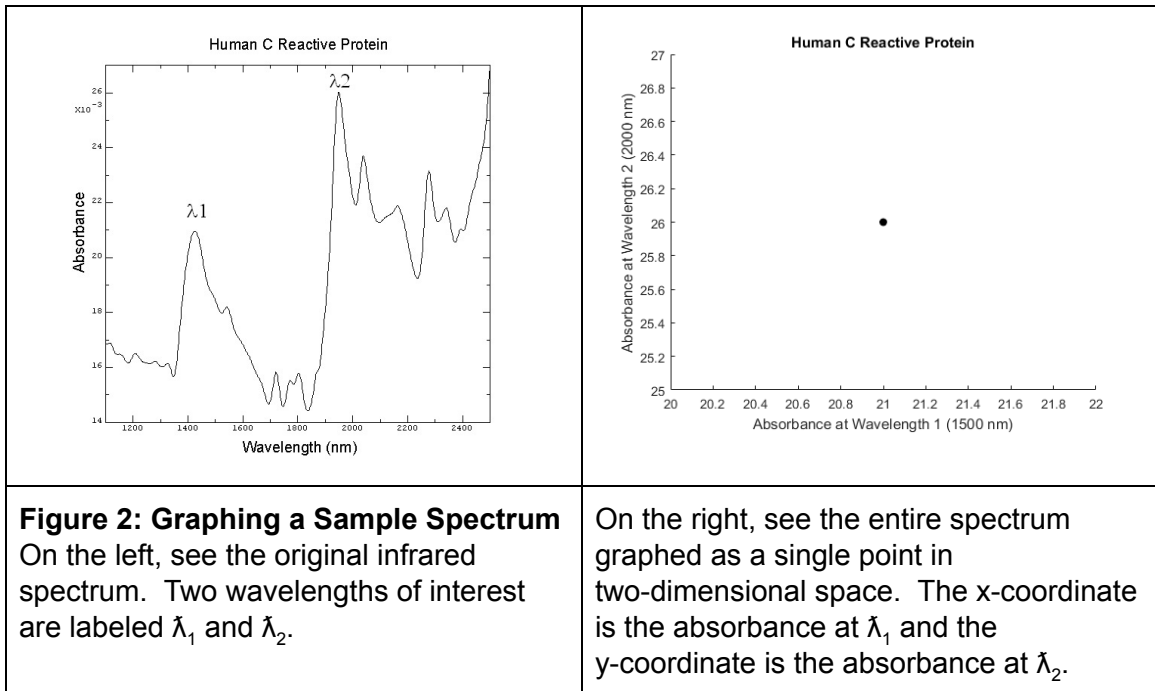 Human C Reactive Protein
λ1
λ2
26
X10⁻³
24
22
20
18
16
14
Absorbance
1200
1400
1600
1800
2000
2200
2400
Wavelength (nm)
Human C Reactive Protein
27
26.8
26.6
26.4
26.2
26
25.8
25.6
25.4
25.2
25
Absorbance at Wavelength 2 (2000 nm)
20
20.2
20.4
20.6
20.8
21
21.2
21.4
21.6
21.8
22
Absorbance at Wavelength 1 (1500 nm)
Figure 2: Graphing a Sample Spectrum
On the left, see the original infrared
spectrum. Two wavelengths of interest
are labeled ƛ₁ and ƛ₂.
On the right, see the entire spectrum
graphed as a single point in
two-dimensional space. The x-coordinate
is the absorbance at ƛ₁ and the
y-coordinate is the absorbance at ƛ₂.